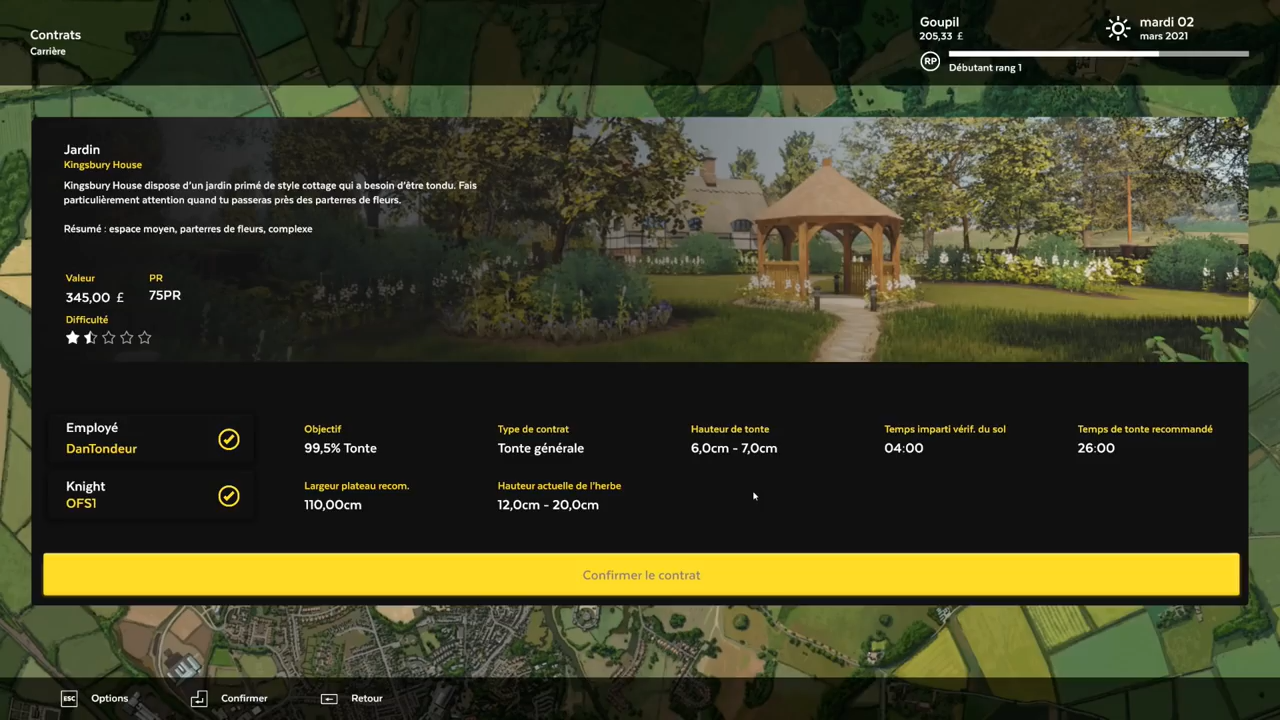 Contrats
Carrière
Goupil
205,33 £
mardi 02
mars 2021
RP
Débutant rang 1
Jardin
Kingsbury House
Kingsbury House dispose d'un jardin primé de style cottage qui a besoin d'être tondu. Fais
particulièrement attention quand tu passeras près des parterres de fleurs.
Résumé : espace moyen, parterres de fleurs, complexe
Valeur
PR
345,00 £
75PR
Difficulté
Employé
DanTondeur
Objectif
99,5% Tonte
Type de contrat
Tonte générale
Hauteur de tonte
6,0cm - 7,0cm
Temps imparti vérif. du sol
04:00
Temps de tonte recommandé
26:00
Knight
OFS1
Largeur plateau recom.
110,00cm
Hauteur actuelle de l'herbe
12,0cm - 20,0cm
Confirmer le contrat
ESC
Options
Confirmer
Retour